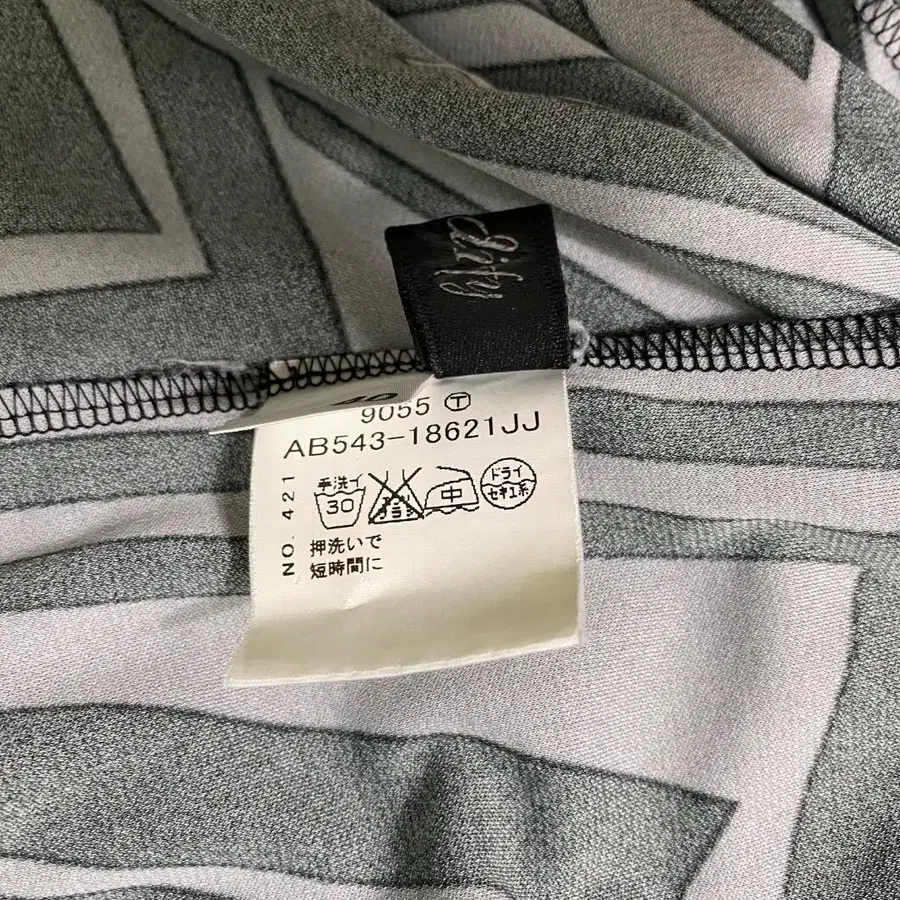 40
9055 Ⓣ
AB543-18621JJ
NO. 421
手洗イ
30
中
ドライ
セキユ系
押洗いで
短時間に